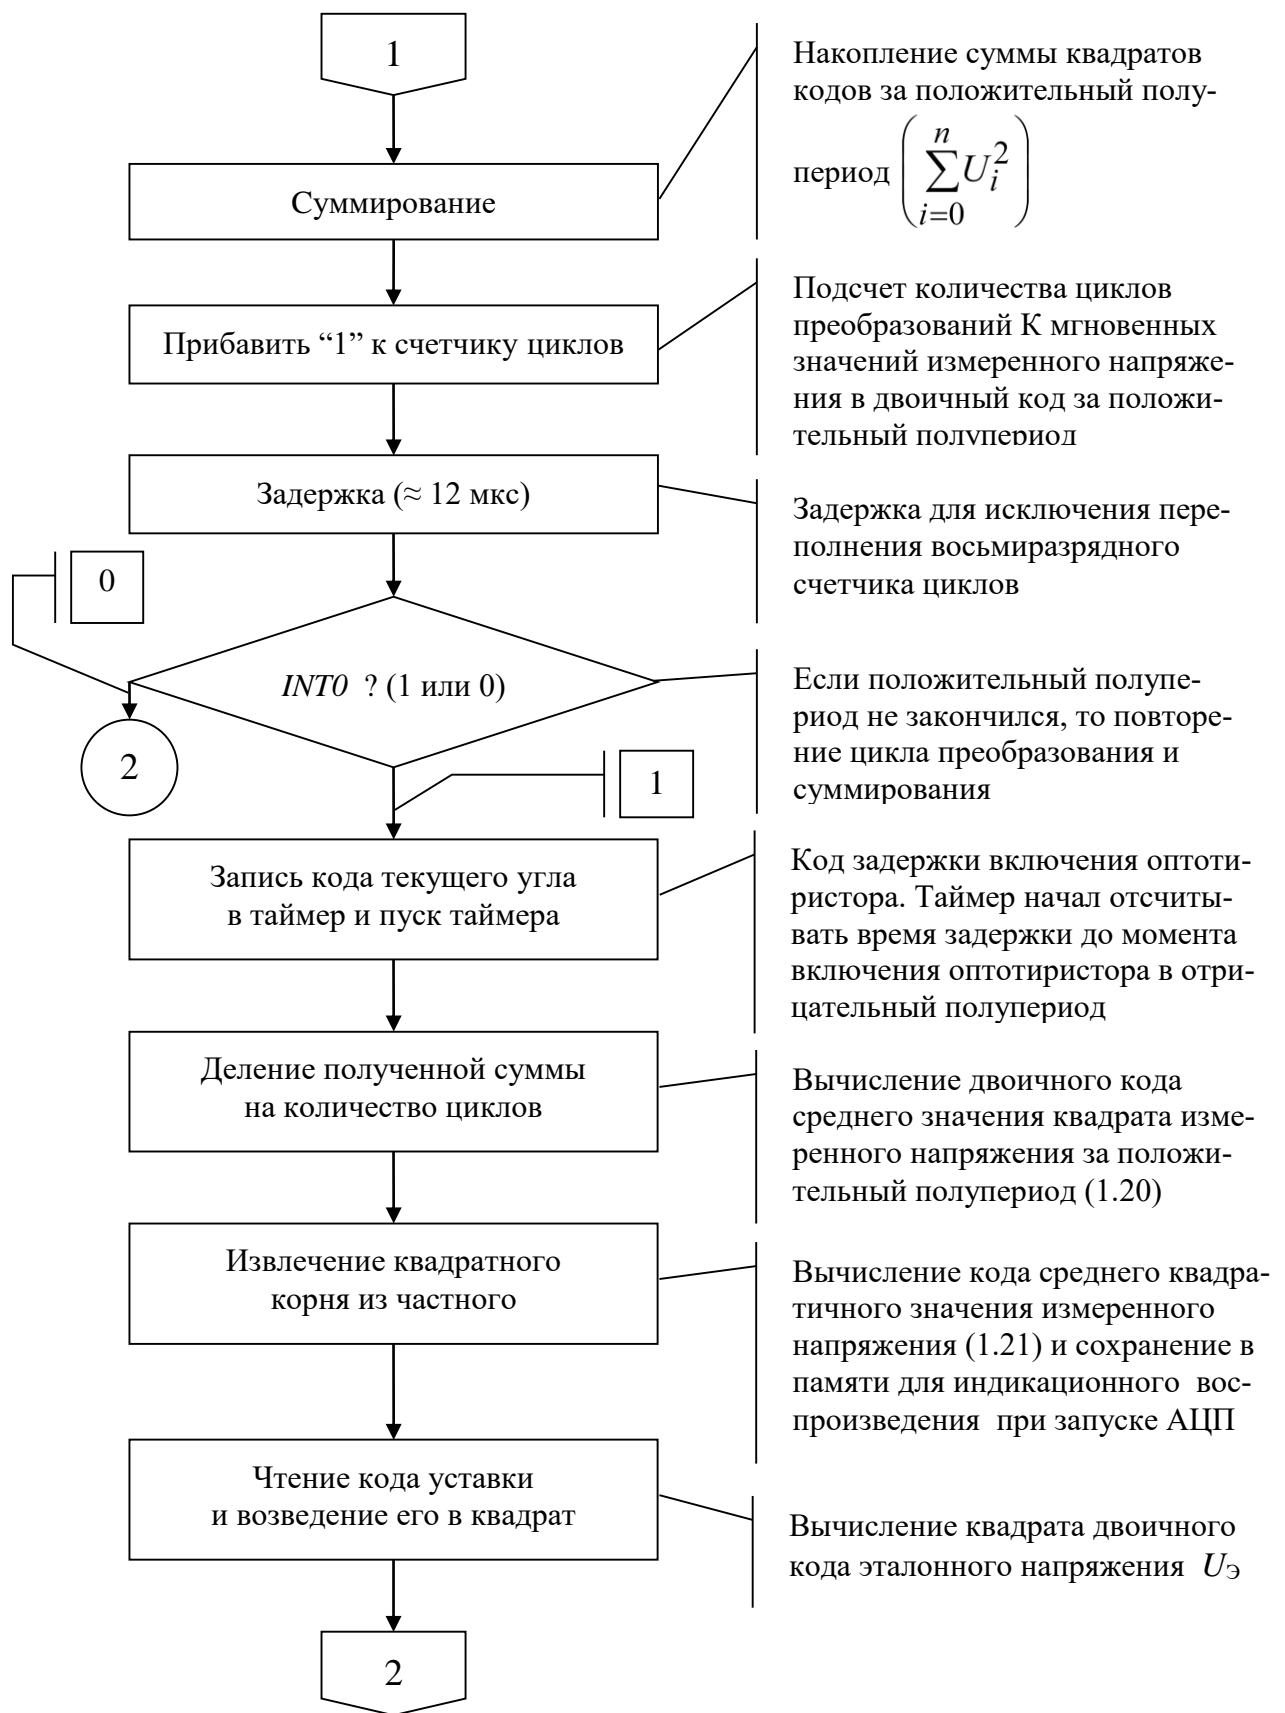 1
Накопление суммы квадратов
кодов за положительный полу-
период (∑_{i=0}^{n} U_i^2)
Суммирование
Подсчет количества циклов
преобразований К мгновенных
значений измеренного напряже-
ния в двоичный код за положи-
тельный полупериод
Прибавить “1” к счетчику циклов
Задержка (≈ 12 мкс)
Задержка для исключения пере-
полнения восьмиразрядного
счетчика циклов
0
INT0 ? (1 или 0)
Если положительный полупе-
риод не закончился, то повторе-
ние цикла преобразования и
суммирования
2
1
Запись кода текущего угла
в таймер и пуск таймера
Код задержки включения оптоти-
ристора. Таймер начал отсчиты-
вать время задержки до момента
включения оптотиристора в отри-
цательный полупериод
Деление полученной суммы
на количество циклов
Вычисление двоичного кода
среднего значения квадрата изме-
ренного напряжения за положи-
тельный полупериод (1.20)
Извлечение квадратного
корня из частного
Вычисление кода среднего квадра-
тичного значения измеренного
напряжения (1.21) и сохранение в
памяти для индикационного вос-
произведения при запуске АЦП
Чтение кода уставки
и возведение его в квадрат
Вычисление квадрата двоичного
кода эталонного напряжения U_Э
2